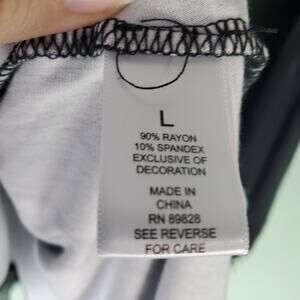 L
90% RAYON
10% SPANDEX
EXCLUSIVE OF
DECORATION
MADE IN
CHINA
RN 89828
SEE REVERSE
FOR CARE